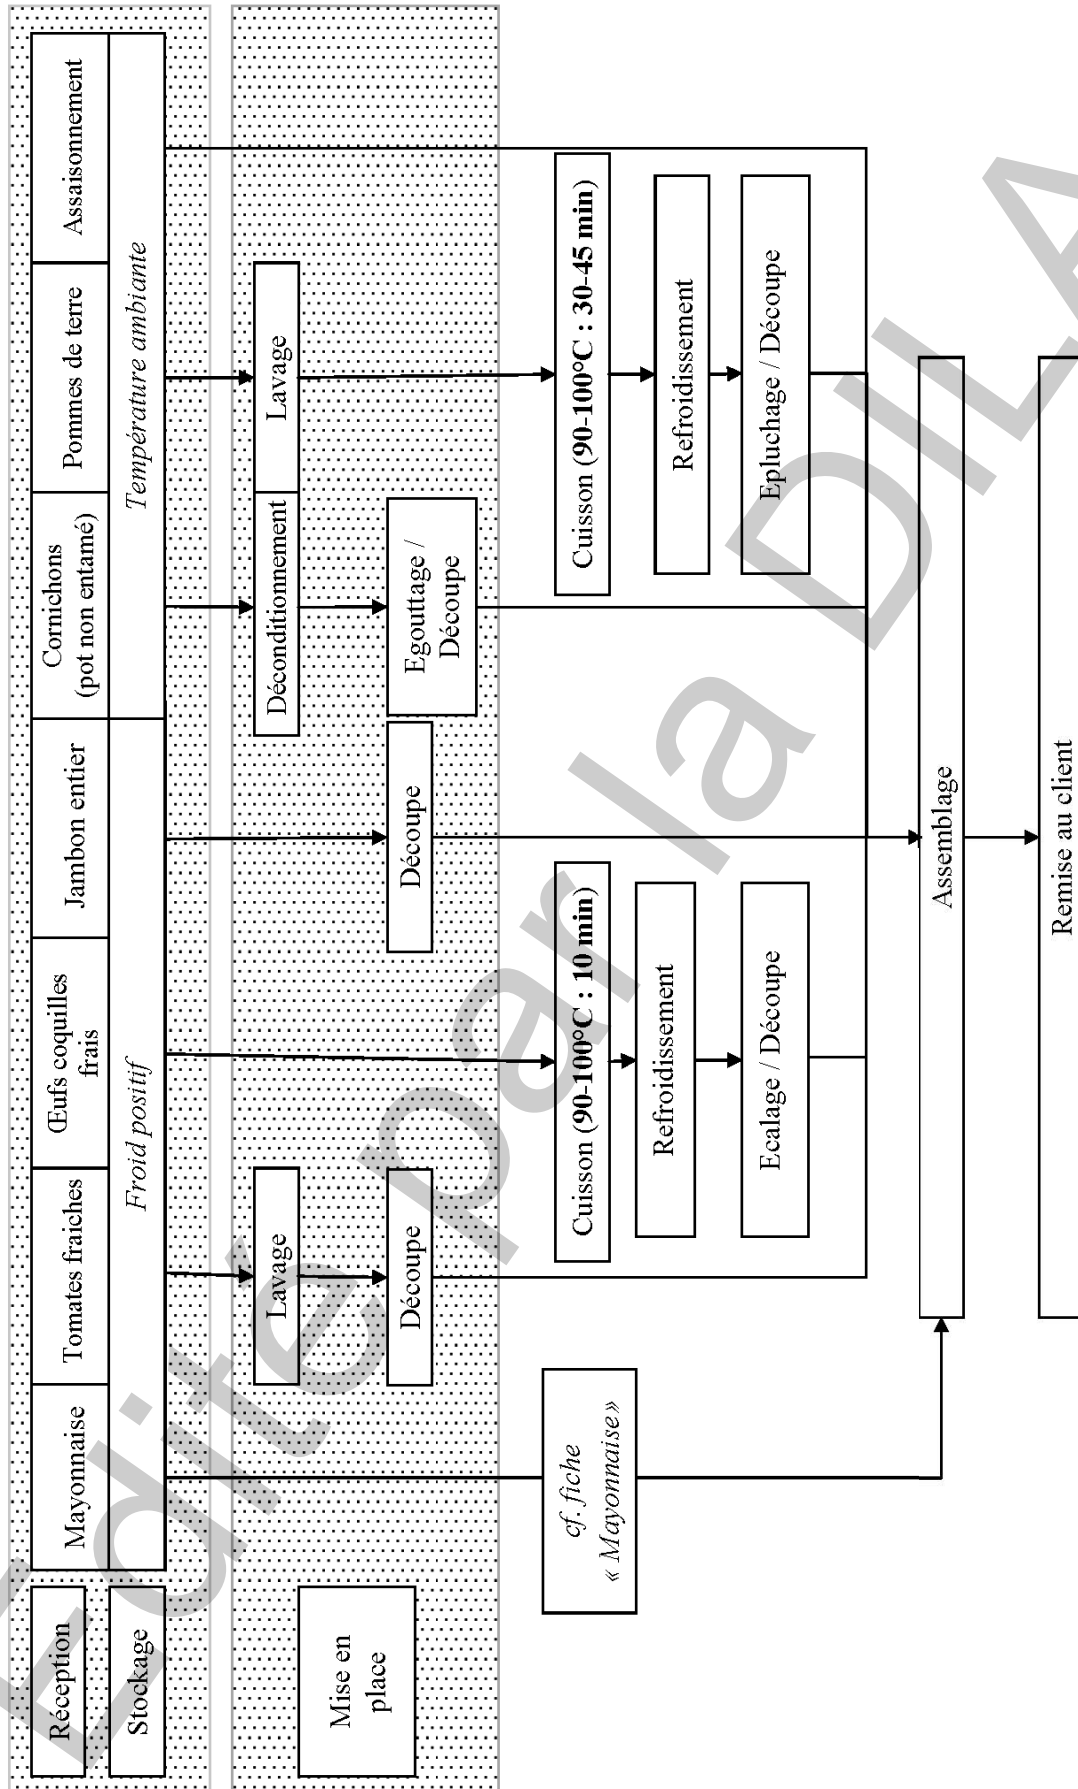 Réception
Mayonnaise
Tomates fraiches
Œufs coquilles
frais
Jambon entier
Cornichons
(pot non entamé)
Pommes de terre
Assaisonnement
Stockage
Froid positif
Température ambiante
Mise en
place
Lavage
Déconditionnement
Lavage
Découpe
Découpe
Egouttage /
Découpe
cf. fiche
« Mayonnaise»
Cuisson (90-100°C : 10 min)
Cuisson (90-100°C : 30-45 min)
Refroidissement
Refroidissement
Ecalage / Découpe
Epluchage / Découpe
Assemblage
Remise au client
Edité par la DILA